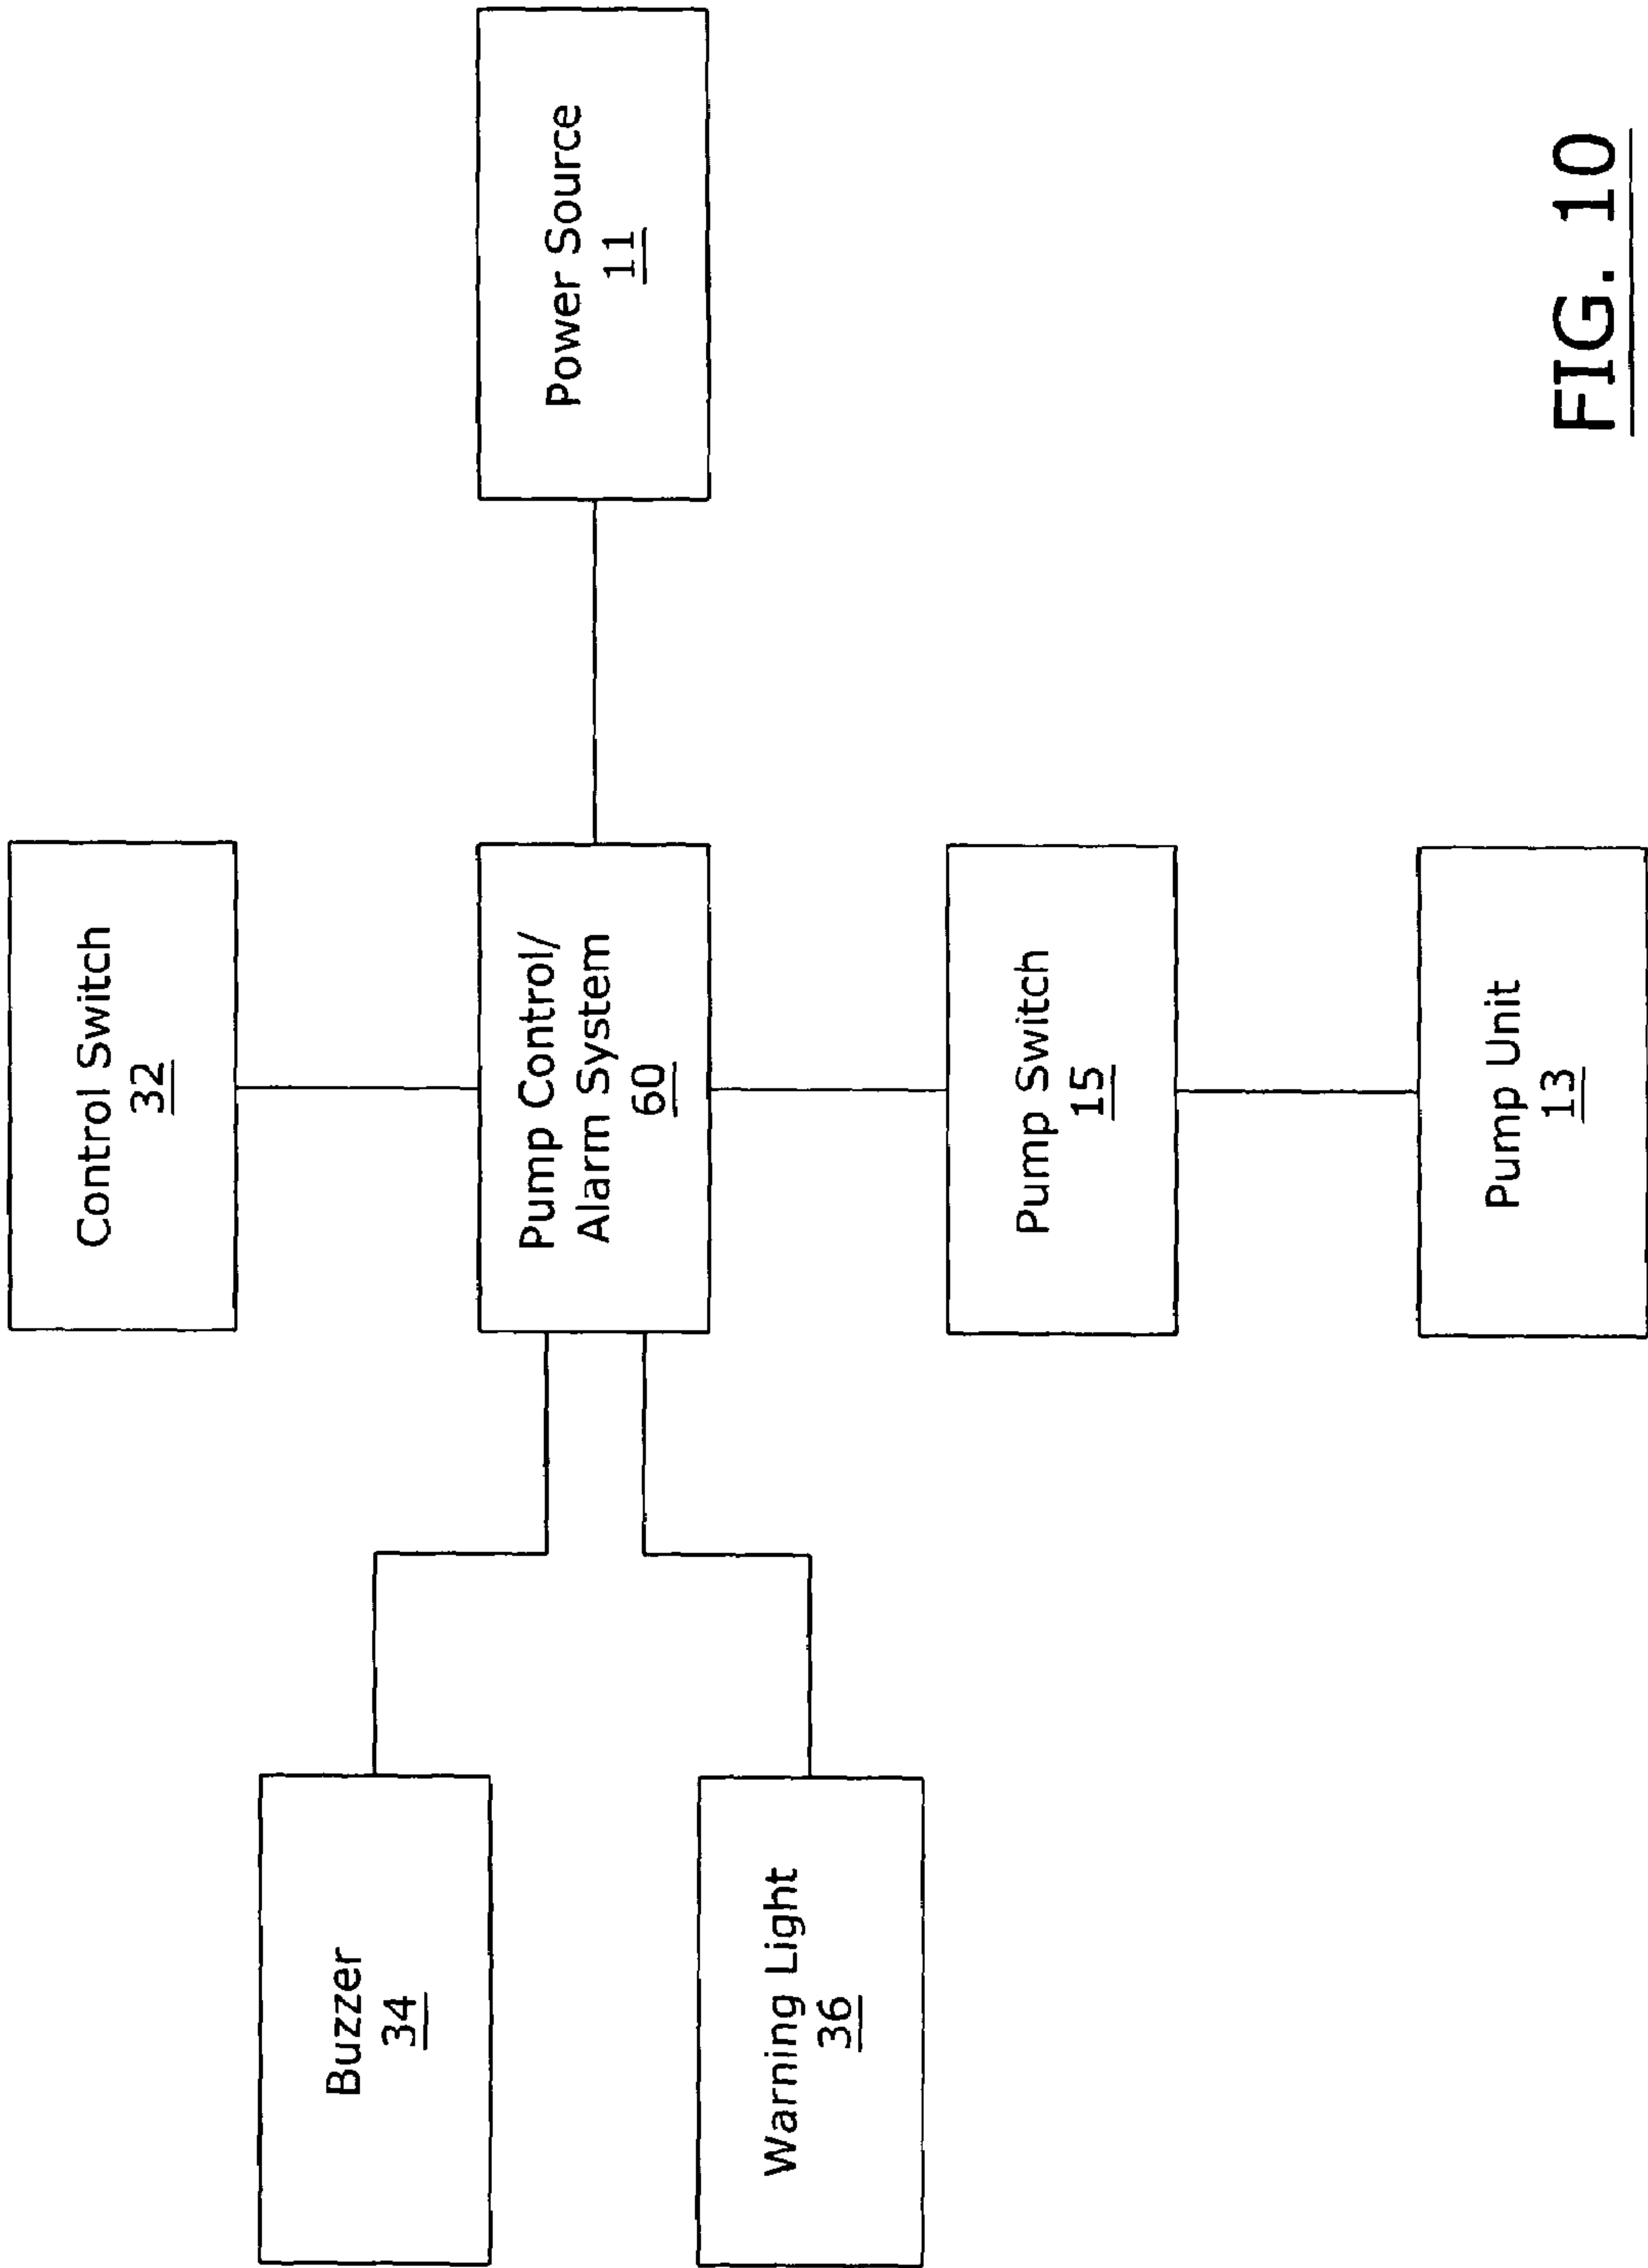 Control Switch
32
Buzzer
34
Pump Control/
Alarm System
60
Power Source
11
Warning Light
36
Pump Switch
15
Pump Unit
13
FIG. 10